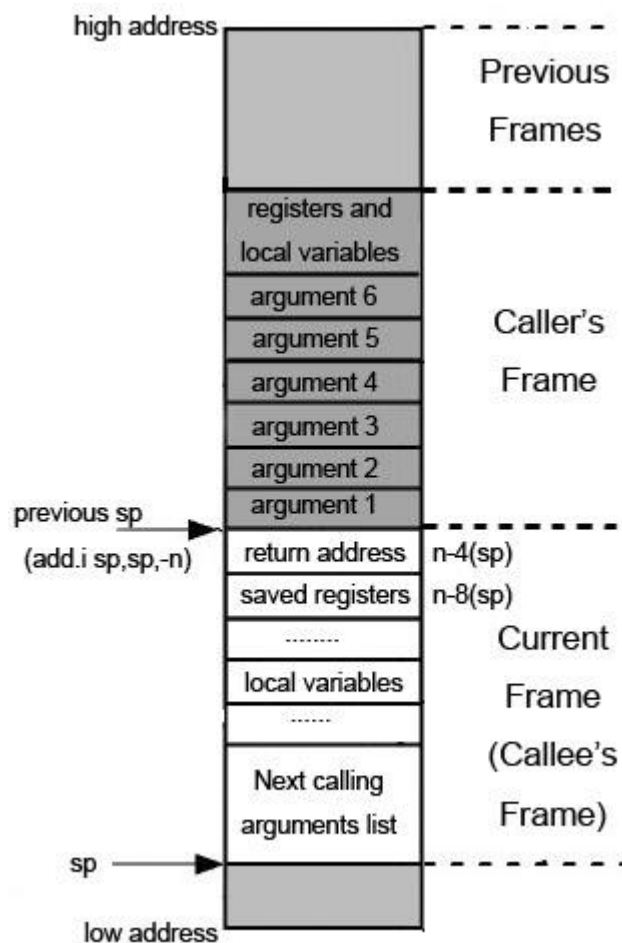 high address
Previous
Frames
registers and
local variables
argument 6
argument 5
argument 4
argument 3
argument 2
argument 1
Caller's
Frame
previous sp
(add.i sp,sp,-n)
return address
n-4(sp)
saved registers
n-8(sp)
--------
local variables
------
Next calling
arguments list
Current
Frame
(Callee's
Frame)
sp
low address